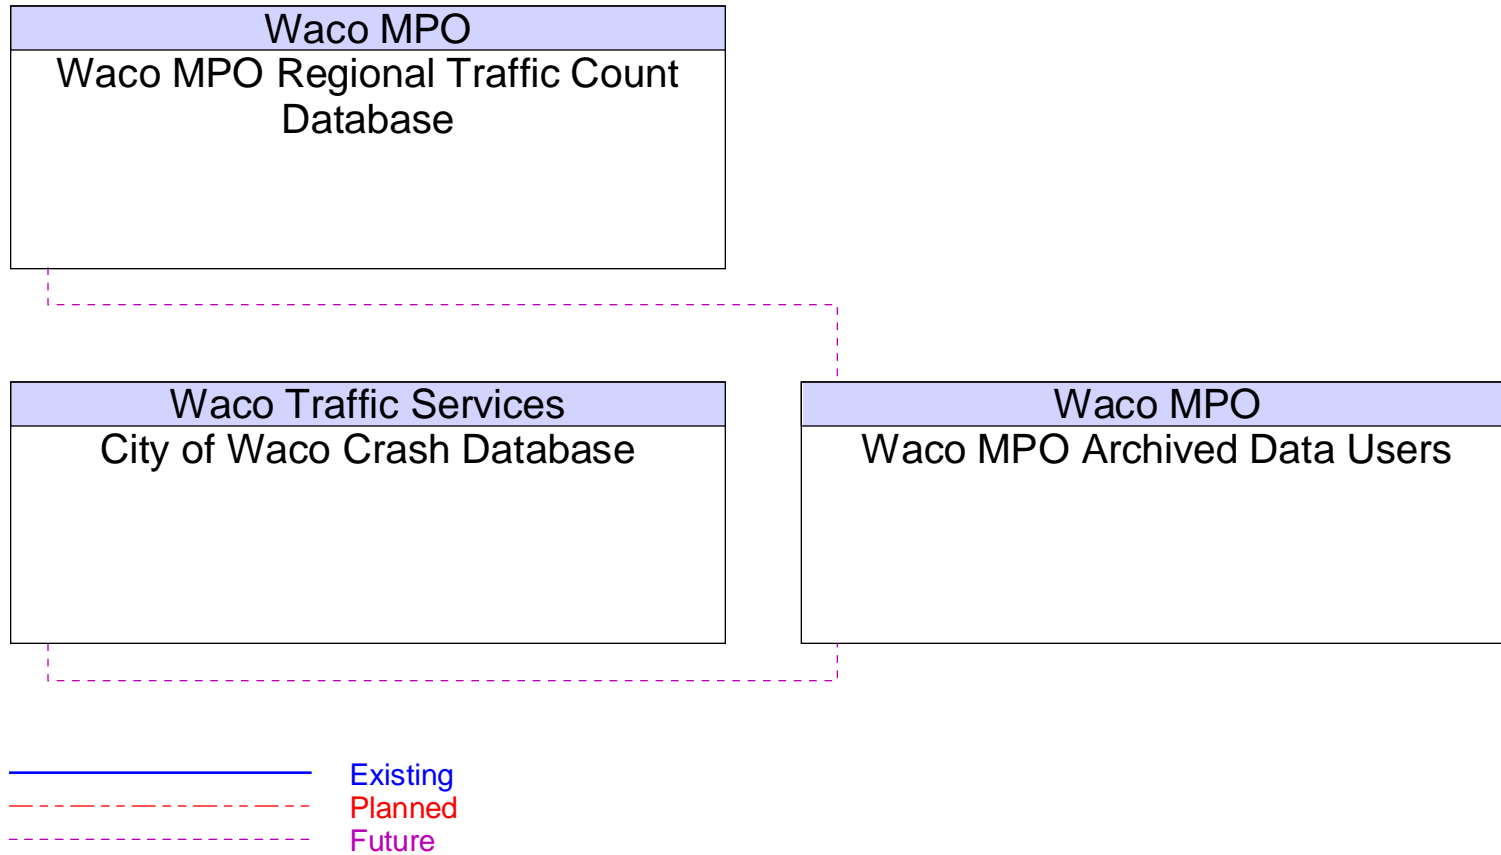 Waco MPO
Waco MPO Regional Traffic Count
Database
Waco Traffic Services
City of Waco Crash Database
Waco MPO
Waco MPO Archived Data Users
Existing
Planned
Future